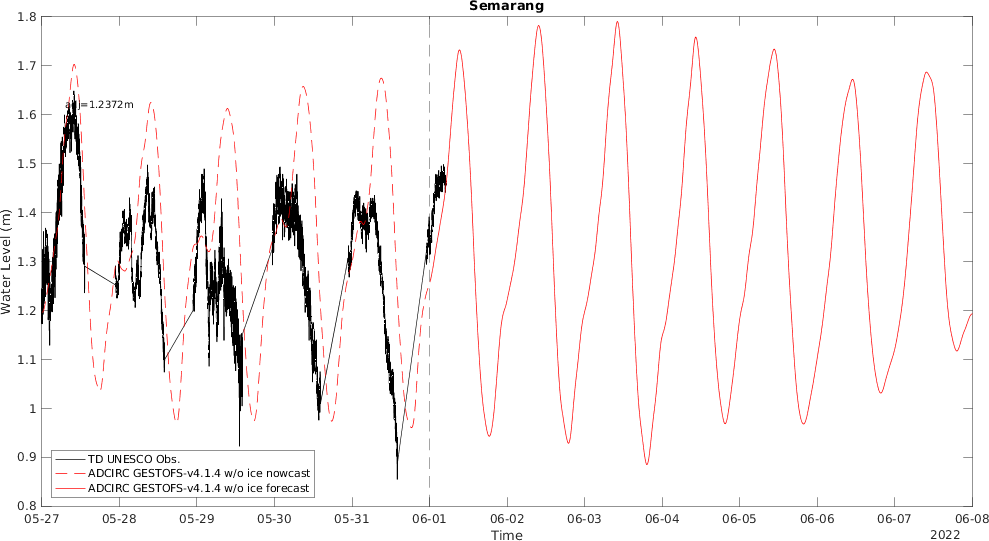 Semarang
1.8
1.7
1.6
1.5
1.4
1.3
1.2
1.1
1
0.9
0.8
Water Level (m)
=1.2372m
TD UNESCO Obs.
ADCIRC GESTOFS-v4.1.4 w/o ice nowcast
ADCIRC GESTOFS-v4.1.4 w/o ice forecast
05-27 05-28 05-29 05-30 05-31 06-01 06-02 06-03 06-04 06-05 06-06 06-07 06-08
Time
2022